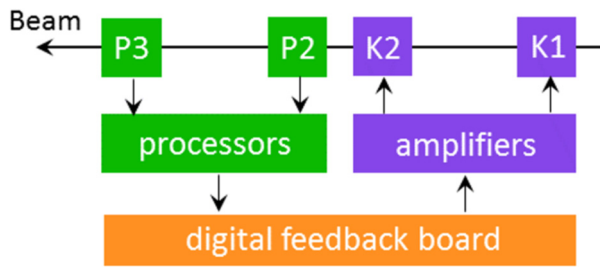 Beam
P3 P2 K2 K1
processors amplifiers
digital feedback board